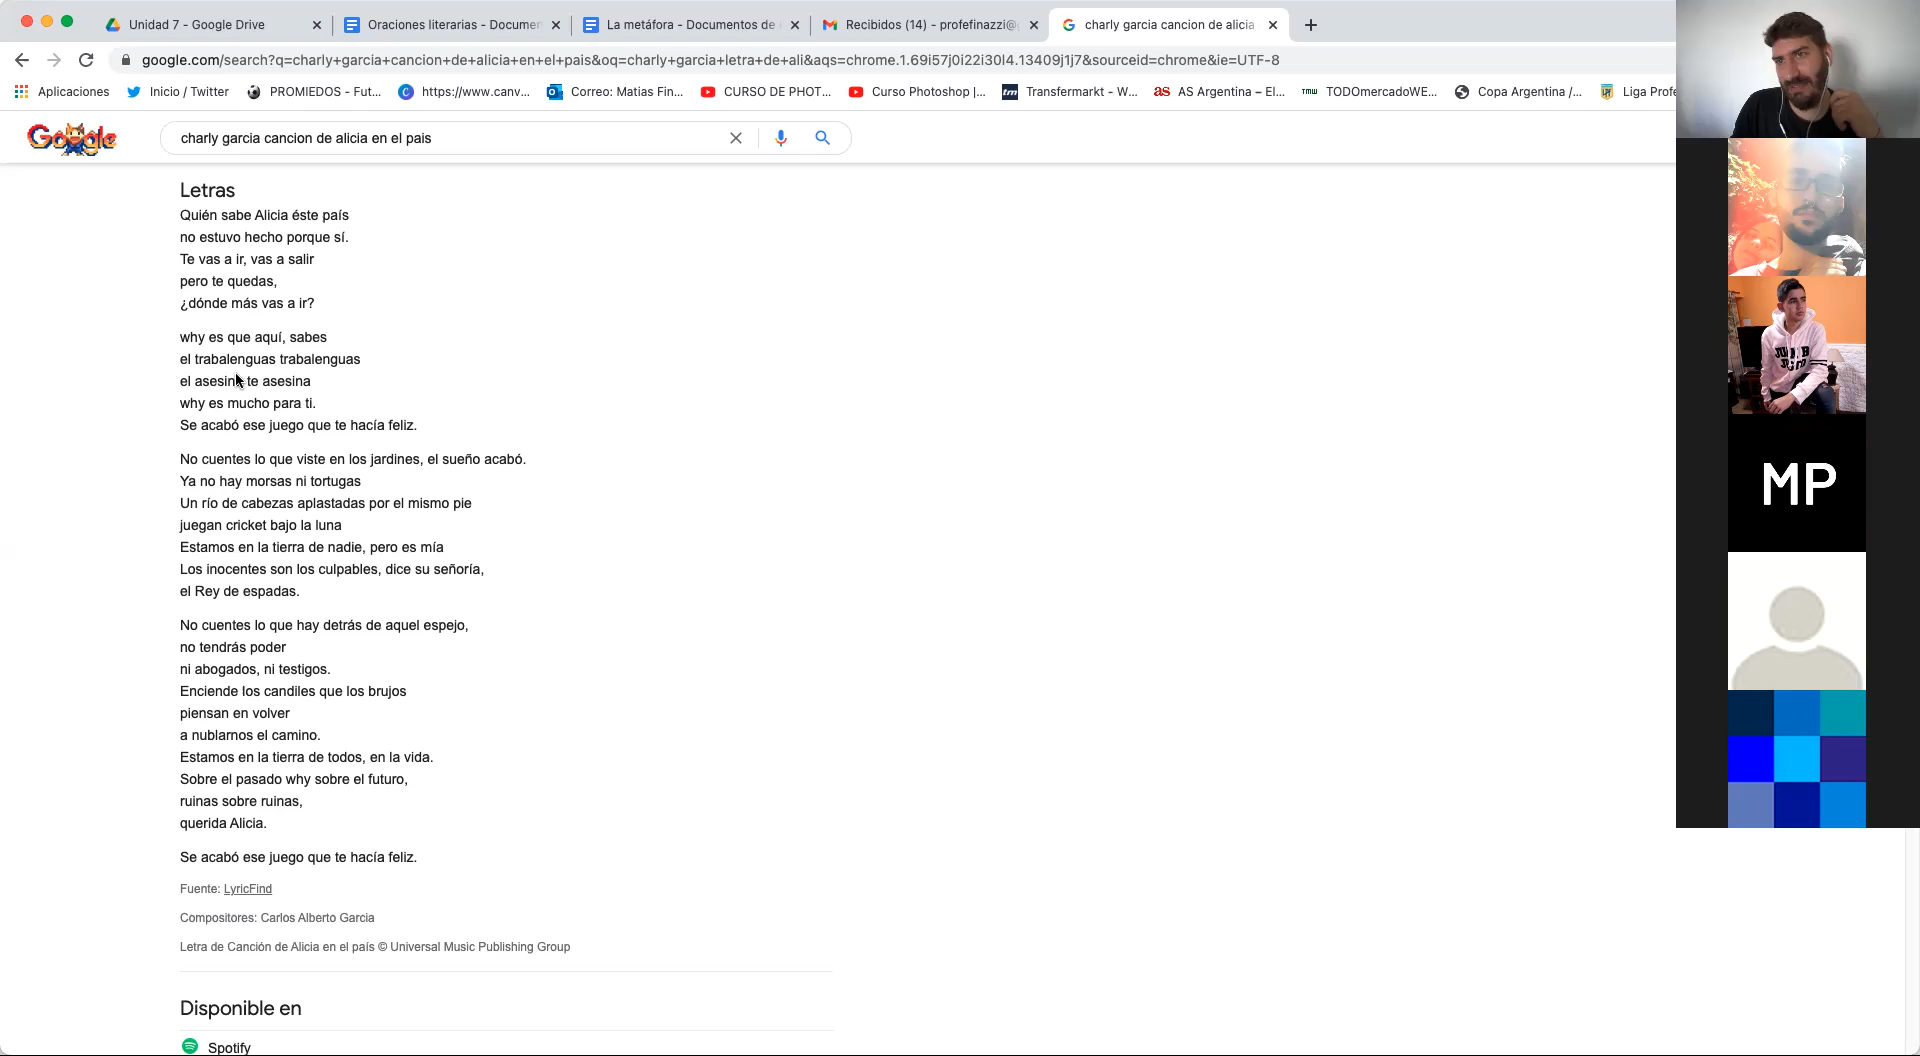 Unidad 7 - Google Drive
Oraciones literarias - Documen
La metáfora - Documentos de
Recibidos (14) - profefinazzi@
charly garcia cancion de alicia
google.com/search?q=charly+garcia+cancion+de+alicia+en+el+pais&oq=charly+garcia+letra+de+ali&aqs=chrome.1.69i57j0i22i30l4.13409j1j7&sourceid=chrome&ie=UTF-8
Aplicaciones
Inicio / Twitter
PROMIEDOS - Fut...
https://www.canv...
Correo: Matias Fin...
CURSO DE PHOT...
Curso Photoshop |...
tm Transfermarkt - W...
as AS Argentina – El...
TMW TODOmercadoWE...
Copa Argentina /...
Liga Profe
Google
charly garcia cancion de alicia en el pais
Letras
Quién sabe Alicia éste país
no estuvo hecho porque sí.
Te vas a ir, vas a salir
pero te quedas,
¿dónde más vas a ir?
why es que aquí, sabes
el trabalenguas trabalenguas
el asesino te asesina
why es mucho para ti.
Se acabó ese juego que te hacía feliz.
No cuentes lo que viste en los jardines, el sueño acabó.
Ya no hay morsas ni tortugas
Un río de cabezas aplastadas por el mismo pie
juegan cricket bajo la luna
Estamos en la tierra de nadie, pero es mía
Los inocentes son los culpables, dice su señoría,
el Rey de espadas.
No cuentes lo que hay detrás de aquel espejo,
no tendrás poder
ni abogados, ni testigos.
Enciende los candiles que los brujos
piensan en volver
a nublarnos el camino.
Estamos en la tierra de todos, en la vida.
Sobre el pasado why sobre el futuro,
ruinas sobre ruinas,
querida Alicia.
Se acabó ese juego que te hacía feliz.
Fuente: LyricFind
Compositores: Carlos Alberto Garcia
Letra de Canción de Alicia en el país © Universal Music Publishing Group
Disponible en
Spotify
MP